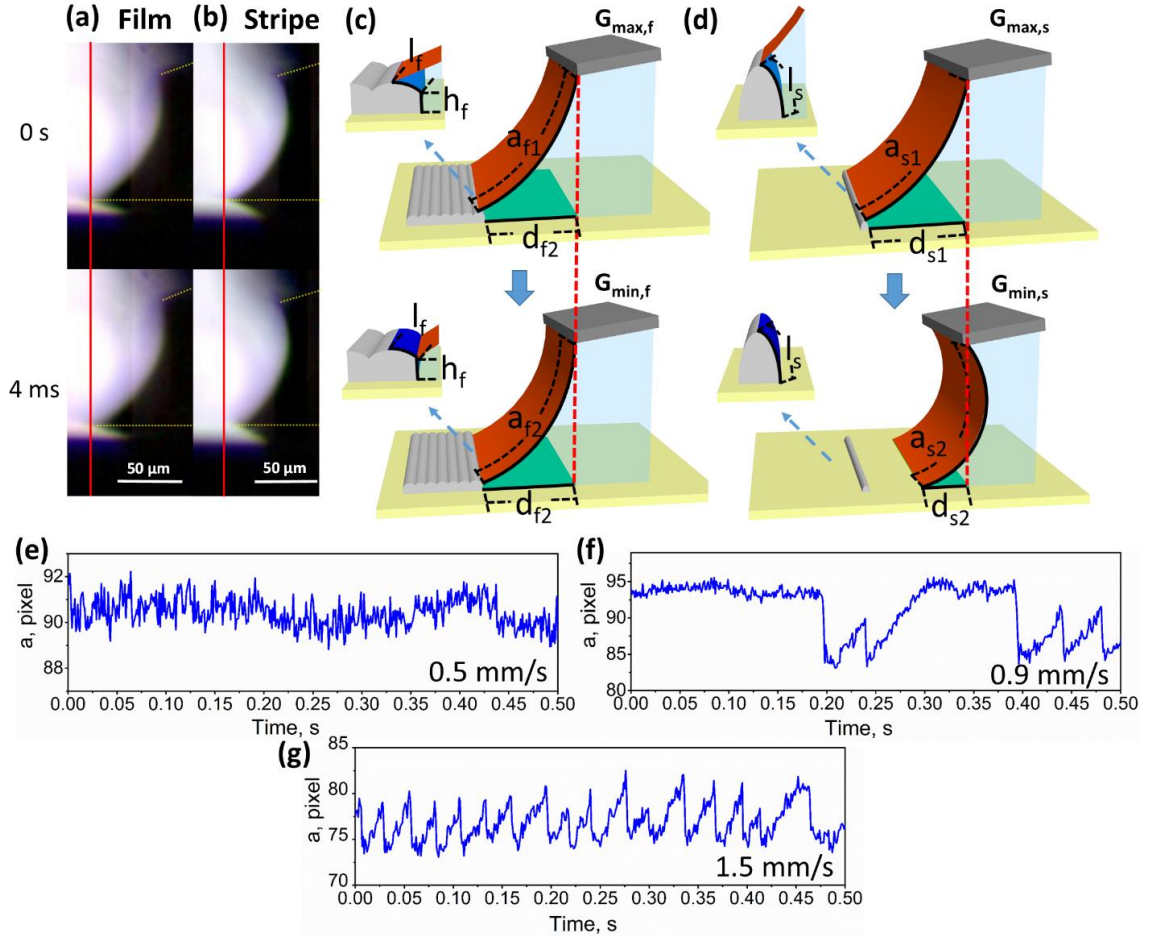 (a) Film (b) Stripe (c) (d)
0 s
4 ms
50 µm
50 µm
l_f
h_f
G_max,f
a_f1
d_f2
l_s
G_max,s
a_s1
d_s1
l_f
h_f
G_min,f
a_f2
d_f2
l_s
G_min,s
a_s2
d_s2
(e)
a, pixel
92
90
88
0.5 mm/s
0.00 0.05 0.10 0.15 0.20 0.25 0.30 0.35 0.40 0.45 0.50
Time, s
(f)
a, pixel
95
90
85
80
0.9 mm/s
0.00 0.05 0.10 0.15 0.20 0.25 0.30 0.35 0.40 0.45 0.50
Time, s
(g)
a, pixel
85
80
75
70
1.5 mm/s
0.00 0.05 0.10 0.15 0.20 0.25 0.30 0.35 0.40 0.45 0.50
Time, s